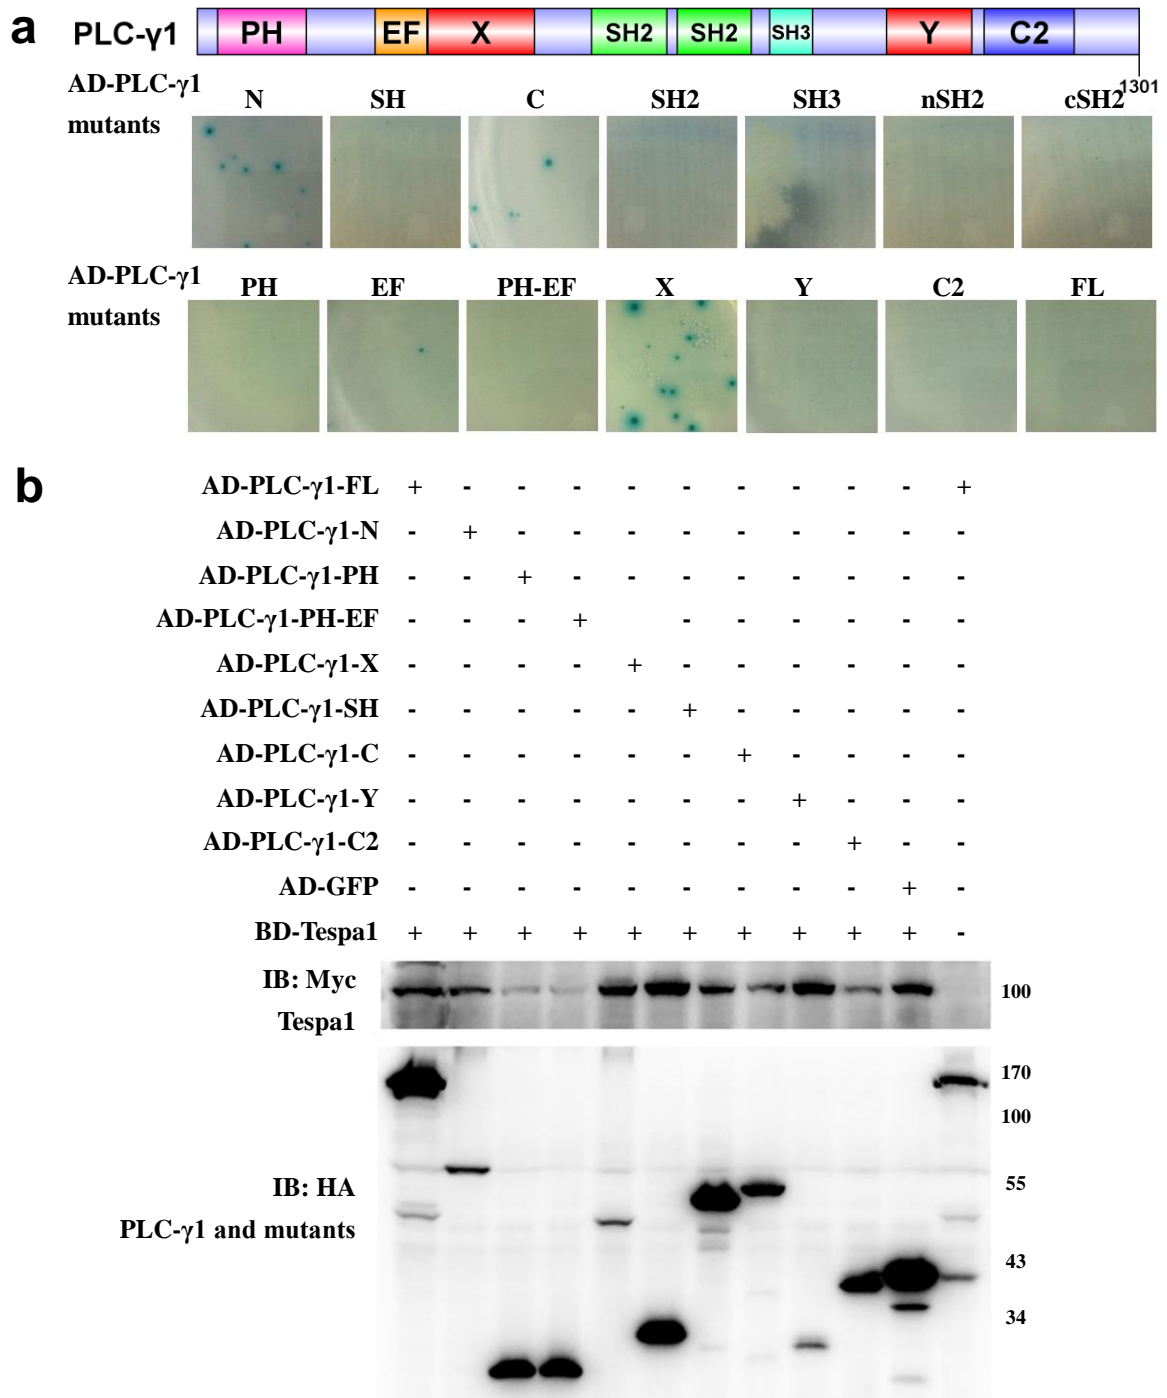 a PLC-γ1 PH EF X SH2 SH2 SH3 Y C2
1301
AD-PLC-γ1
mutants
N SH C SH2 SH3 nSH2 cSH2
AD-PLC-γ1
mutants
PH EF PH-EF X Y C2 FL
b
AD-PLC-γ1-FL + - - - - - - - - - +
AD-PLC-γ1-N - + - - - - - - - - -
AD-PLC-γ1-PH - - + - - - - - - - -
AD-PLC-γ1-PH-EF - - - + - - - - - -
AD-PLC-γ1-X - - - - + - - - - - -
AD-PLC-γ1-SH - - - - - + - - - - -
AD-PLC-γ1-C - - - - - - + - - - -
AD-PLC-γ1-Y - - - - - - - + - - -
AD-PLC-γ1-C2 - - - - - - - - + - -
AD-GFP - - - - - - - - - + -
BD-Tespa1 + + + + + + + + + + -
IB: Myc
Tespa1
100
170
100
55
43
34
IB: HA
PLC-γ1 and mutants